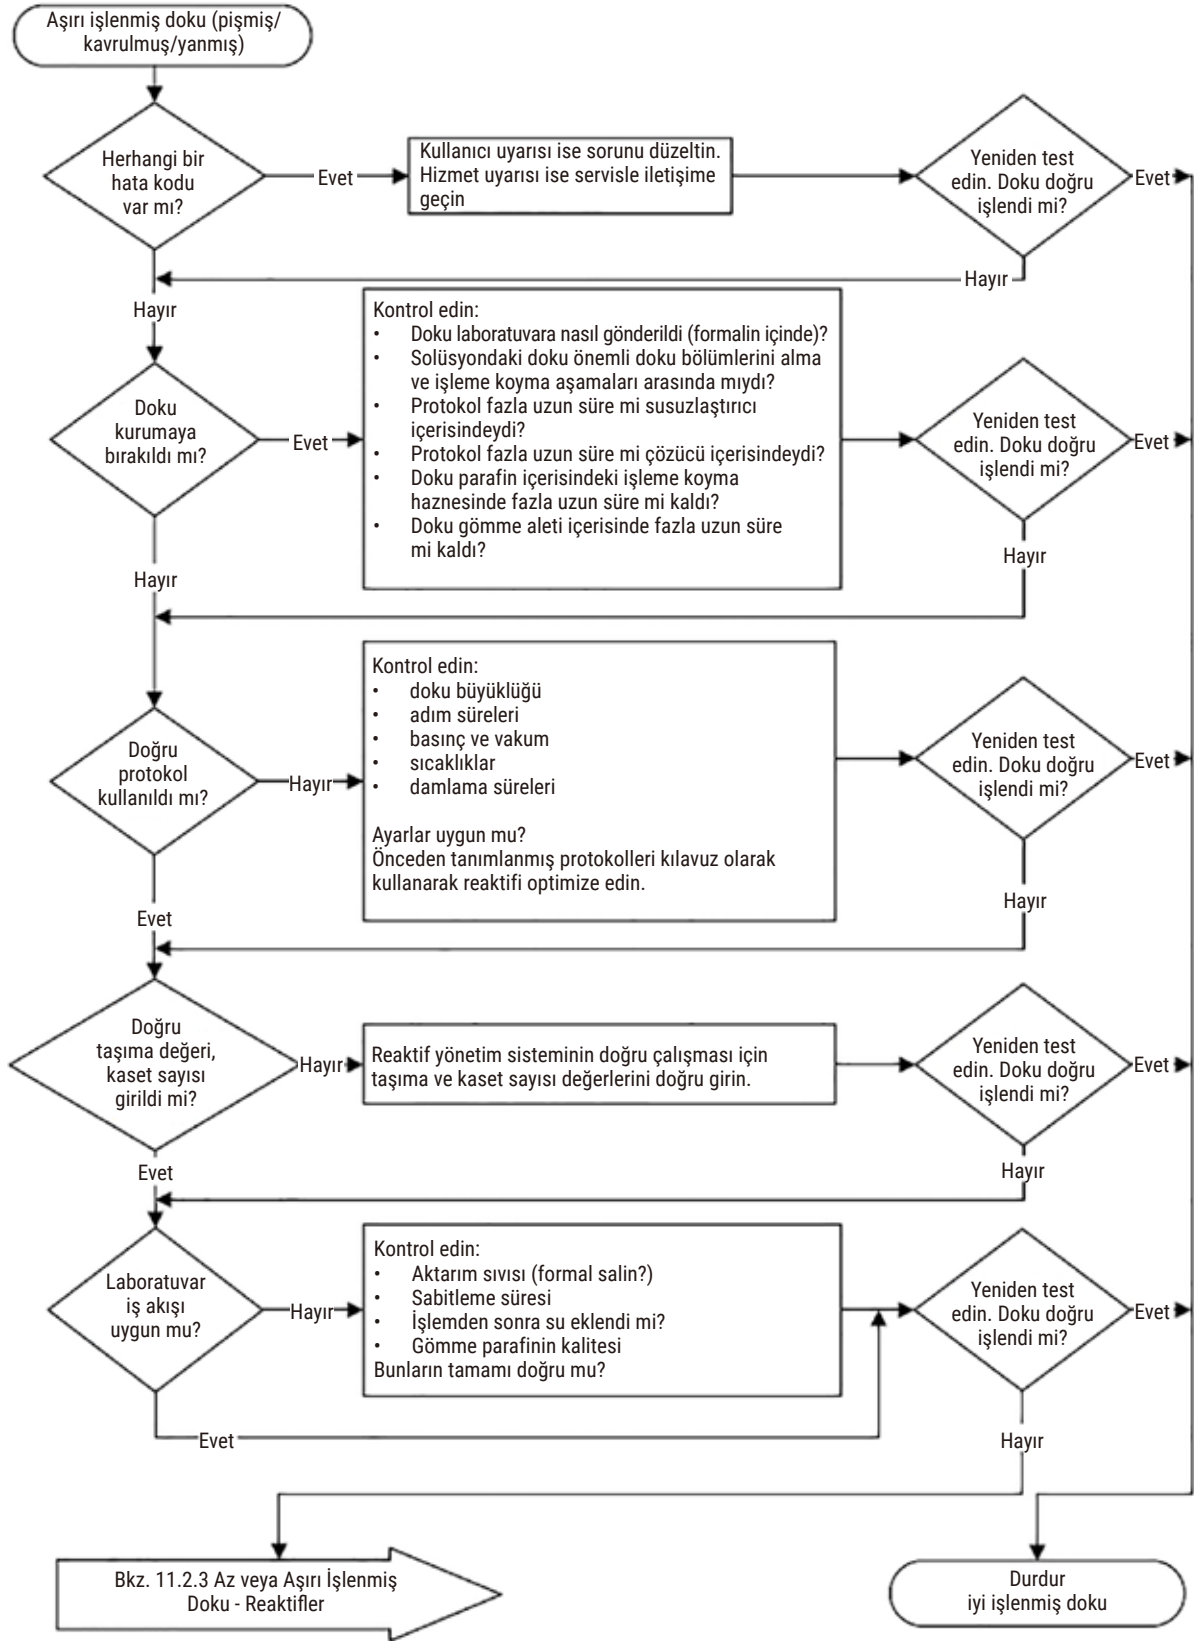 Aşırı işlenmiş doku (pişmiş/
kavrulmuş/yanmış)
Herhangi bir
hata kodu
var mı?
Evet
Kullanıcı uyarısı ise sorunu düzeltin.
Hizmet uyarısı ise servisle iletişime
geçin
Yeniden test
edin. Doku doğru
işlendi mi?
Evet
Hayır
Hayır
Doku
kurumaya
bırakıldı mı?
Evet
Kontrol edin:
• Doku laboratuvara nasıl gönderildi (formalin içinde)?
• Solüsyondaki doku önemli doku bölümlerini alma
ve işleme koyma aşamaları arasında mıydı?
• Protokol fazla uzun süre mi susuzlaştırıcı
içerisindeydi?
• Protokol fazla uzun süre mi çözücü içerisindeydi?
• Doku parafin içerisindeki işleme koyma
haznesinde fazla uzun süre mi kaldı?
• Doku gömme aleti içerisinde fazla uzun süre
mi kaldı?
Yeniden test
edin. Doku doğru
işlendi mi?
Evet
Hayır
Hayır
Doğru
protokol
kullanıldı mı?
Hayır
Kontrol edin:
• doku büyüklüğü
• adım süreleri
• basınç ve vakum
• sıcaklıklar
• damlama süreleri
Ayarlar uygun mu?
Önceden tanımlanmış protokolleri kılavuz olarak
kullanarak reaktifi optimize edin.
Yeniden test
edin. Doku doğru
işlendi mi?
Evet
Hayır
Evet
Doğru
taşıma değeri,
kaset sayısı
girildi mi?
Hayır
Reaktif yönetim sisteminin doğru çalışması için
taşıma ve kaset sayısı değerlerini doğru girin.
Yeniden test
edin. Doku doğru
işlendi mi?
Evet
Hayır
Evet
Laboratuvar
iş akışı
uygun mu?
Hayır
Kontrol edin:
• Aktarım sıvısı (formal salin?)
• Sabitleme süresi
• İşlemden sonra su eklendi mi?
• Gömme parafinin kalitesi
Bunların tamamı doğru mu?
Yeniden test
edin. Doku doğru
işlendi mi?
Evet
Evet
Hayır
Bkz. 11.2.3 Az veya Aşırı İşlenmiş
Doku - Reaktifler
Durdur
iyi işlenmiş doku